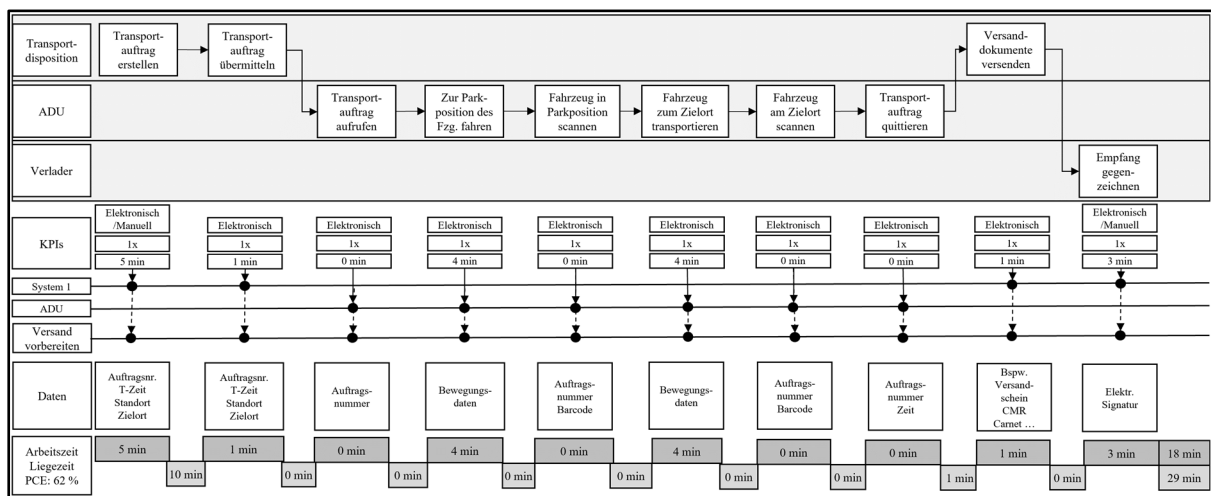 Transport-
disposition
Transport-
auftrag
erstellen
Transport-
auftrag
übermitteln
Versand-
dokumente
versenden
ADU
Transport-
auftrag
aufrufen
Zur Park-
position des
Fzg. fahren
Fahrzeug in
Parkposition
scannen
Fahrzeug
zum Zielort
transportieren
Fahrzeug
am Zielort
scannen
Transport-
auftrag
quittieren
Verlader
Empfang
gegen-
zeichnen
KPIs
Elektronisch
/Manuell
1x
5 min
Elektronisch
1x
1 min
Elektronisch
1x
0 min
Elektronisch
1x
4 min
Elektronisch
1x
0 min
Elektronisch
1x
4 min
Elektronisch
1x
0 min
Elektronisch
1x
0 min
Elektronisch
1x
1 min
Elektronisch
/Manuell
1x
3 min
System 1
ADU
Versand
vorbereiten
Daten
Auftragsnr.
T-Zeit
Standort
Zielort
Auftragsnr.
T-Zeit
Standort
Zielort
Auftrags-
nummer
Bewegungs-
daten
Auftrags-
nummer
Barcode
Bewegungs-
daten
Auftrags-
nummer
Barcode
Auftrags-
nummer
Zeit
Bspw.
Versand-
schein
CMR
Carnet ...
Elektr.
Signatur
Arbeitszeit
Liegezeit
PCE: 62 %
5 min
1 min
0 min
4 min
0 min
4 min
0 min
0 min
1 min
3 min
18 min
10 min
0 min
0 min
0 min
0 min
0 min
0 min
1 min
0 min
29 min